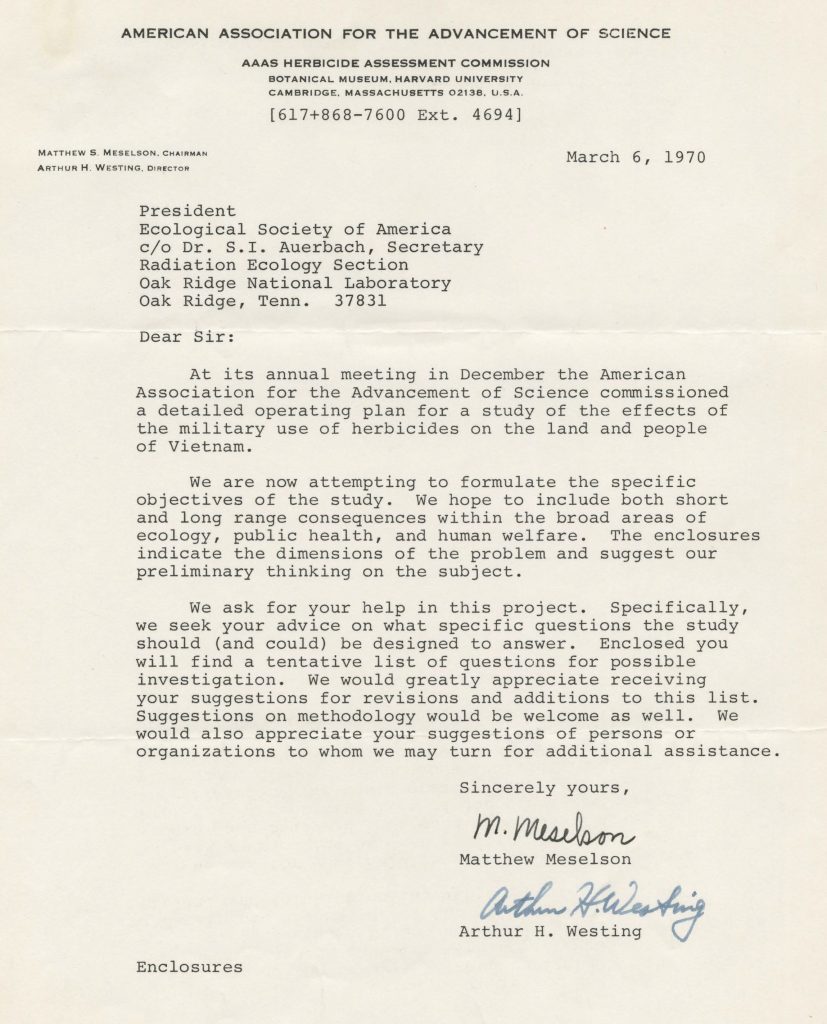 AMERICAN ASSOCIATION FOR THE ADVANCEMENT OF SCIENCE
AAAS HERBICIDE ASSESSMENT COMMISSION
BOTANICAL MUSEUM, HARVARD UNIVERSITY
CAMBRIDGE, MASSACHUSETTS 02138, U.S.A.
[617+868-7600 Ext. 4694]
MATTHEW S. MESELSON, CHAIRMAN
ARTHUR H. WESTING, DIRECTOR
March 6, 1970
President
Ecological Society of America
c/o Dr. S.I. Auerbach, Secretary
Radiation Ecology Section
Oak Ridge National Laboratory
Oak Ridge, Tenn. 37831
Dear Sir:
At its annual meeting in December the American
Association for the Advancement of Science commissioned
a detailed operating plan for a study of the effects of
the military use of herbicides on the land and people
of Vietnam.
We are now attempting to formulate the specific
objectives of the study. We hope to include both short
and long range consequences within the broad areas of
ecology, public health, and human welfare. The enclosures
indicate the dimensions of the problem and suggest our
preliminary thinking on the subject.
We ask for your help in this project. Specifically,
we seek your advice on what specific questions the study
should (and could) be designed to answer. Enclosed you
will find a tentative list of questions for possible
investigation. We would greatly appreciate receiving
your suggestions for revisions and additions to this list.
Suggestions on methodology would be welcome as well. We
would also appreciate your suggestions of persons or
organizations to whom we may turn for additional assistance.
Sincerely yours,
M. Meselson
Matthew Meselson
Arthur H. Westing
Arthur H. Westing
Enclosures